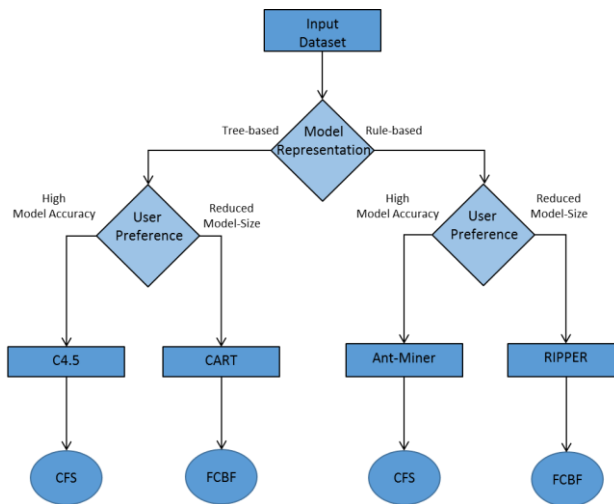 Input
Dataset
Tree-based
Model
Representation
Rule-based
High
Model Accuracy
User
Preference
Reduced
Model-Size
High
Model Accuracy
User
Preference
Reduced
Model-Size
C4.5
CART
Ant-Miner
RIPPER
CFS
FCBF
CFS
FCBF